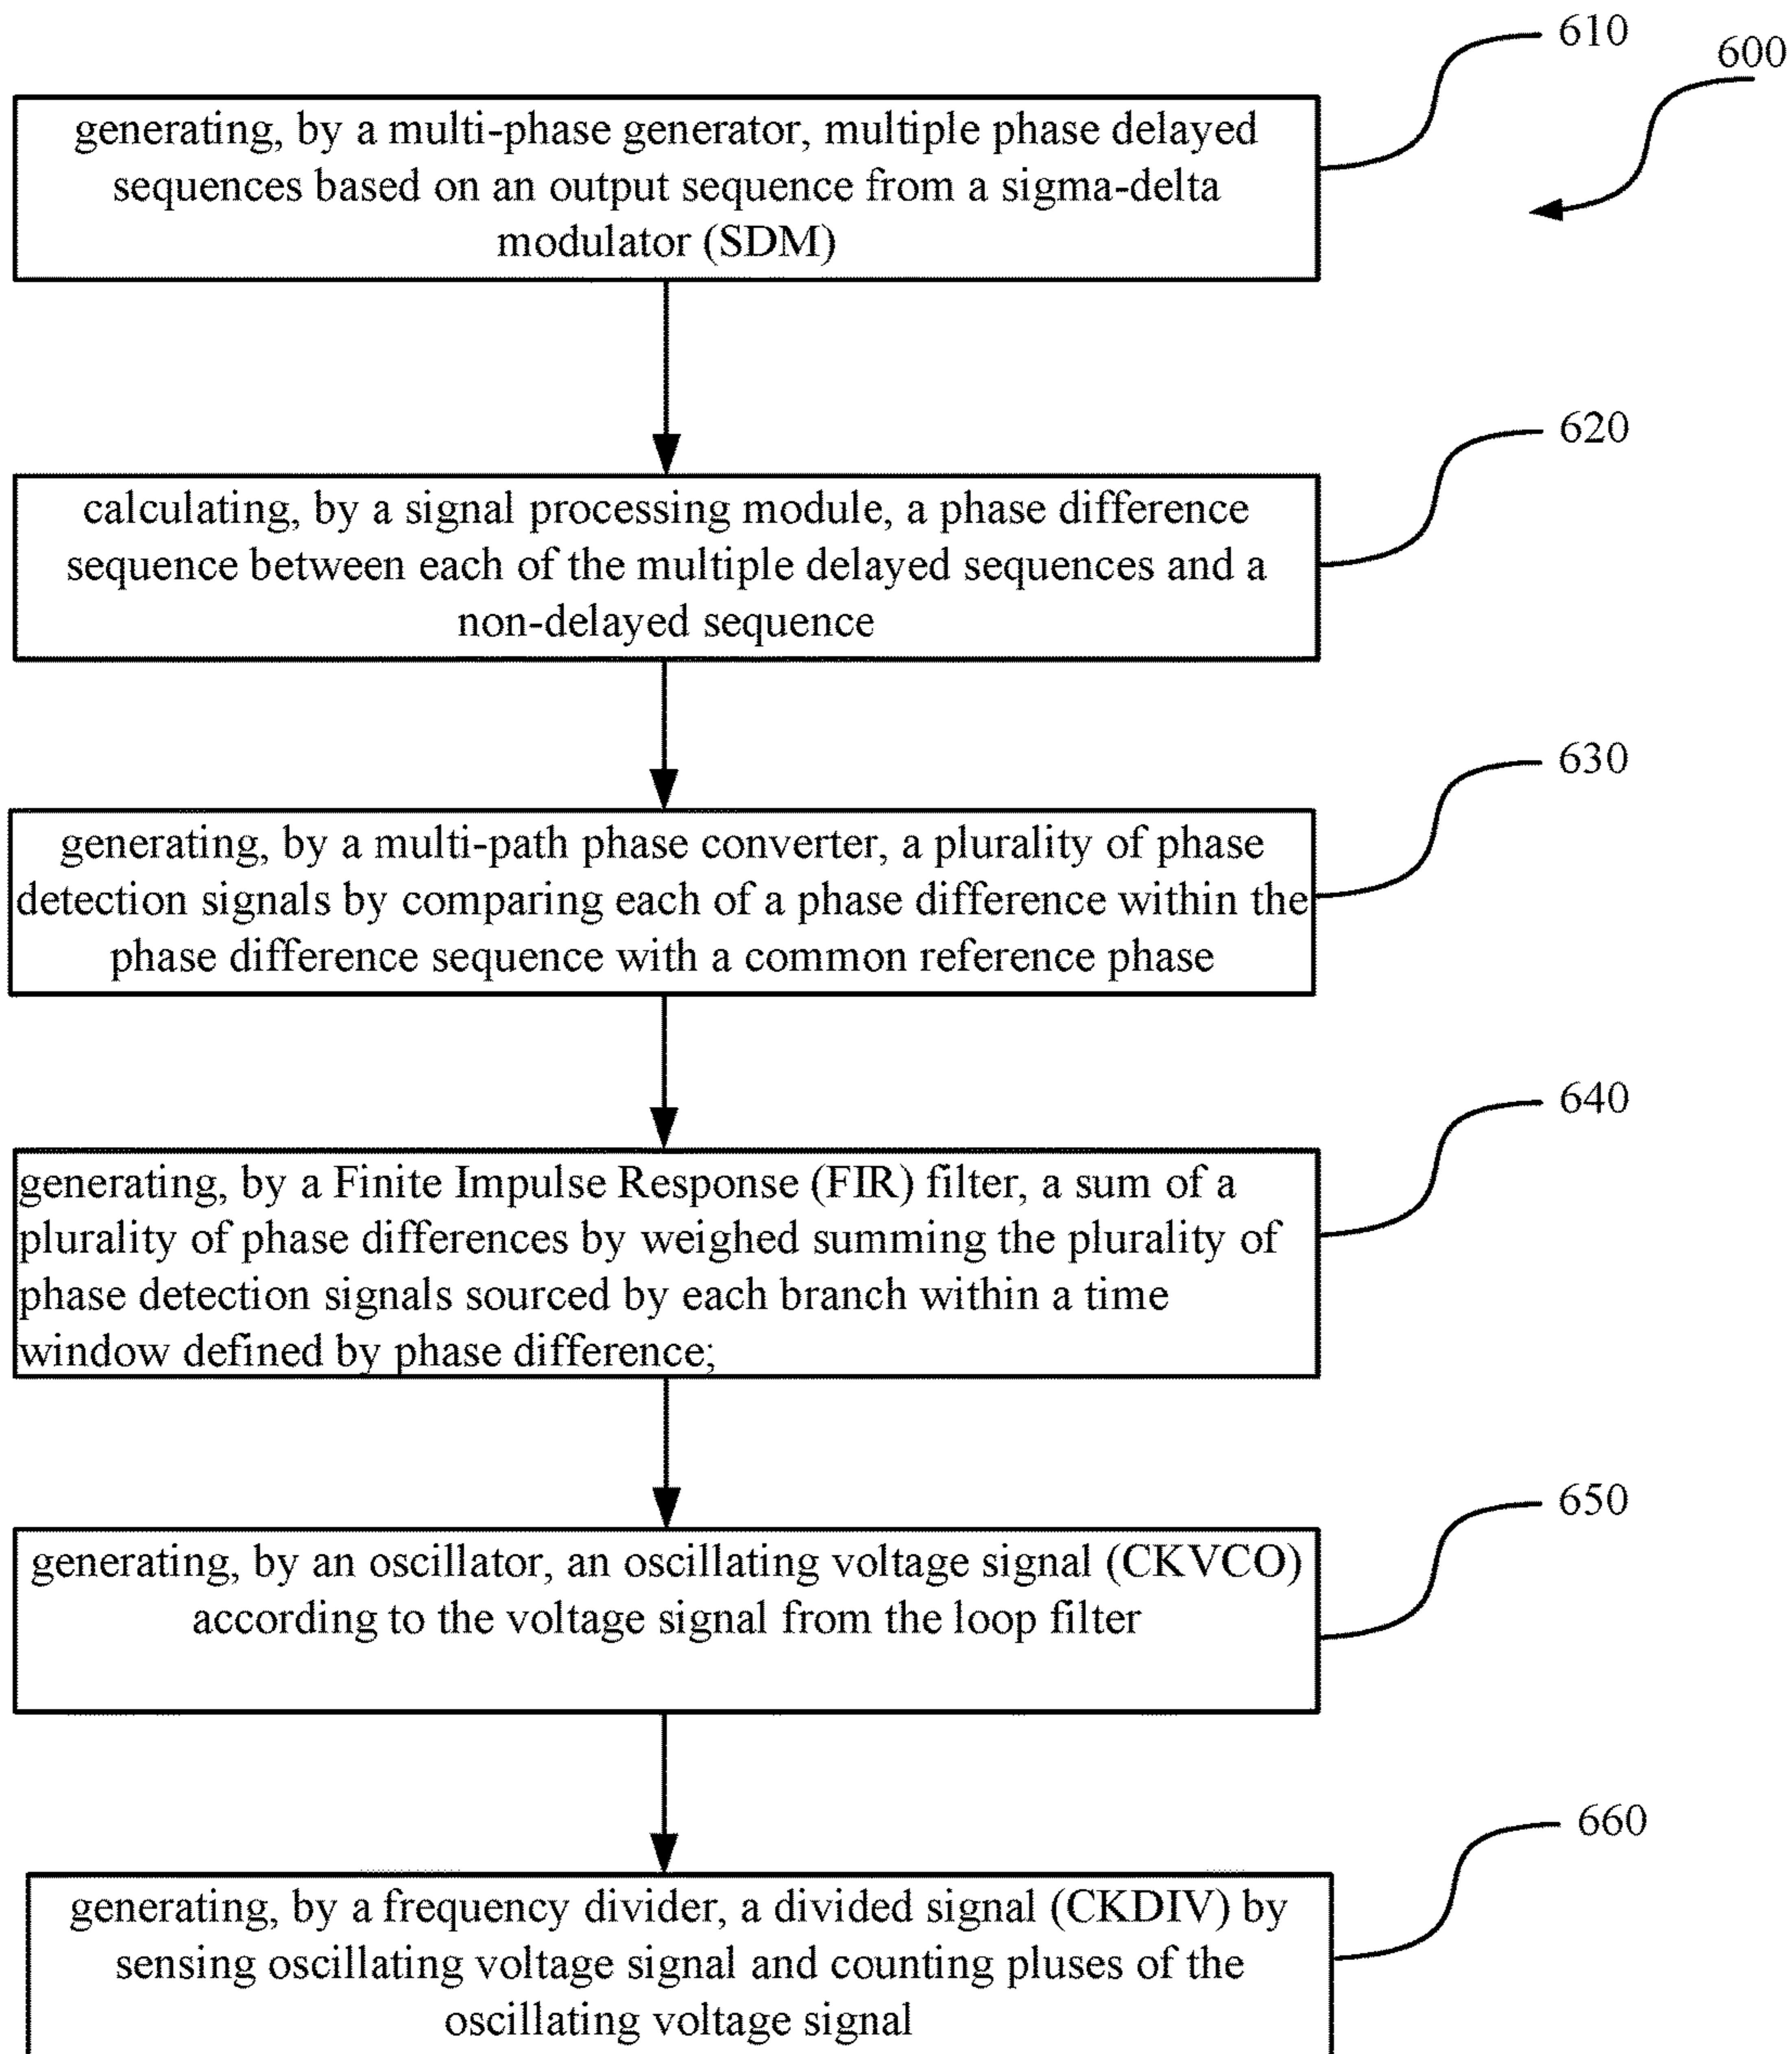 610
600
generating, by a multi-phase generator, multiple phase delayed
sequences based on an output sequence from a sigma-delta
modulator (SDM)
620
calculating, by a signal processing module, a phase difference
sequence between each of the multiple delayed sequences and a
non-delayed sequence
630
generating, by a multi-path phase converter, a plurality of phase
detection signals by comparing each of a phase difference within the
phase difference sequence with a common reference phase
640
generating, by a Finite Impulse Response (FIR) filter, a sum of a
plurality of phase differences by weighed summing the plurality of
phase detection signals sourced by each branch within a time
window defined by phase difference;
650
generating, by an oscillator, an oscillating voltage signal (CKVCO)
according to the voltage signal from the loop filter
660
generating, by a frequency divider, a divided signal (CKDIV) by
sensing oscillating voltage signal and counting pluses of the
oscillating voltage signal